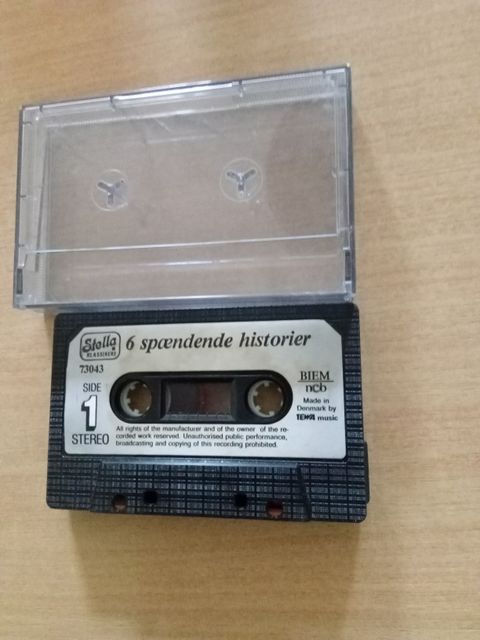 Stella
KLASSIKERE
6 spændende historier
73043
SIDE
1
STEREO
BIEM
ncb
Made in
Denmark by
TEWA music
All rights of the manufacturer and of the owner of the re-
corded work reserved. Unauthorised public performance,
broadcasting and copying of this recording prohibited.